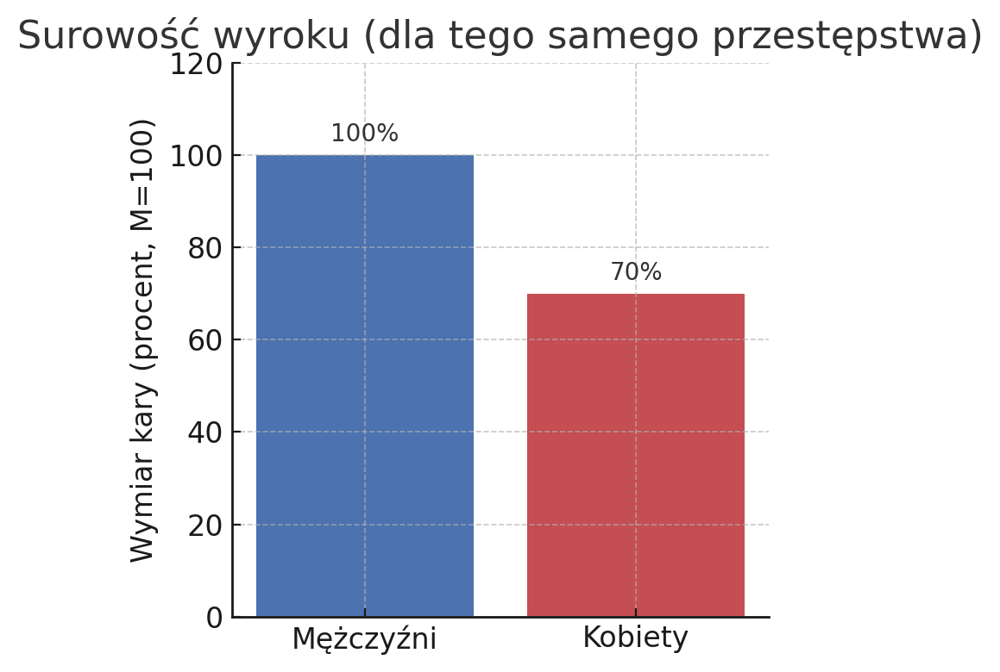 Surowość wyroku (dla tego samego przestępstwa)
Wymiar kary (procent, M=100)
120
100
80
60
40
20
0
100%
70%
Mężczyźni
Kobiety